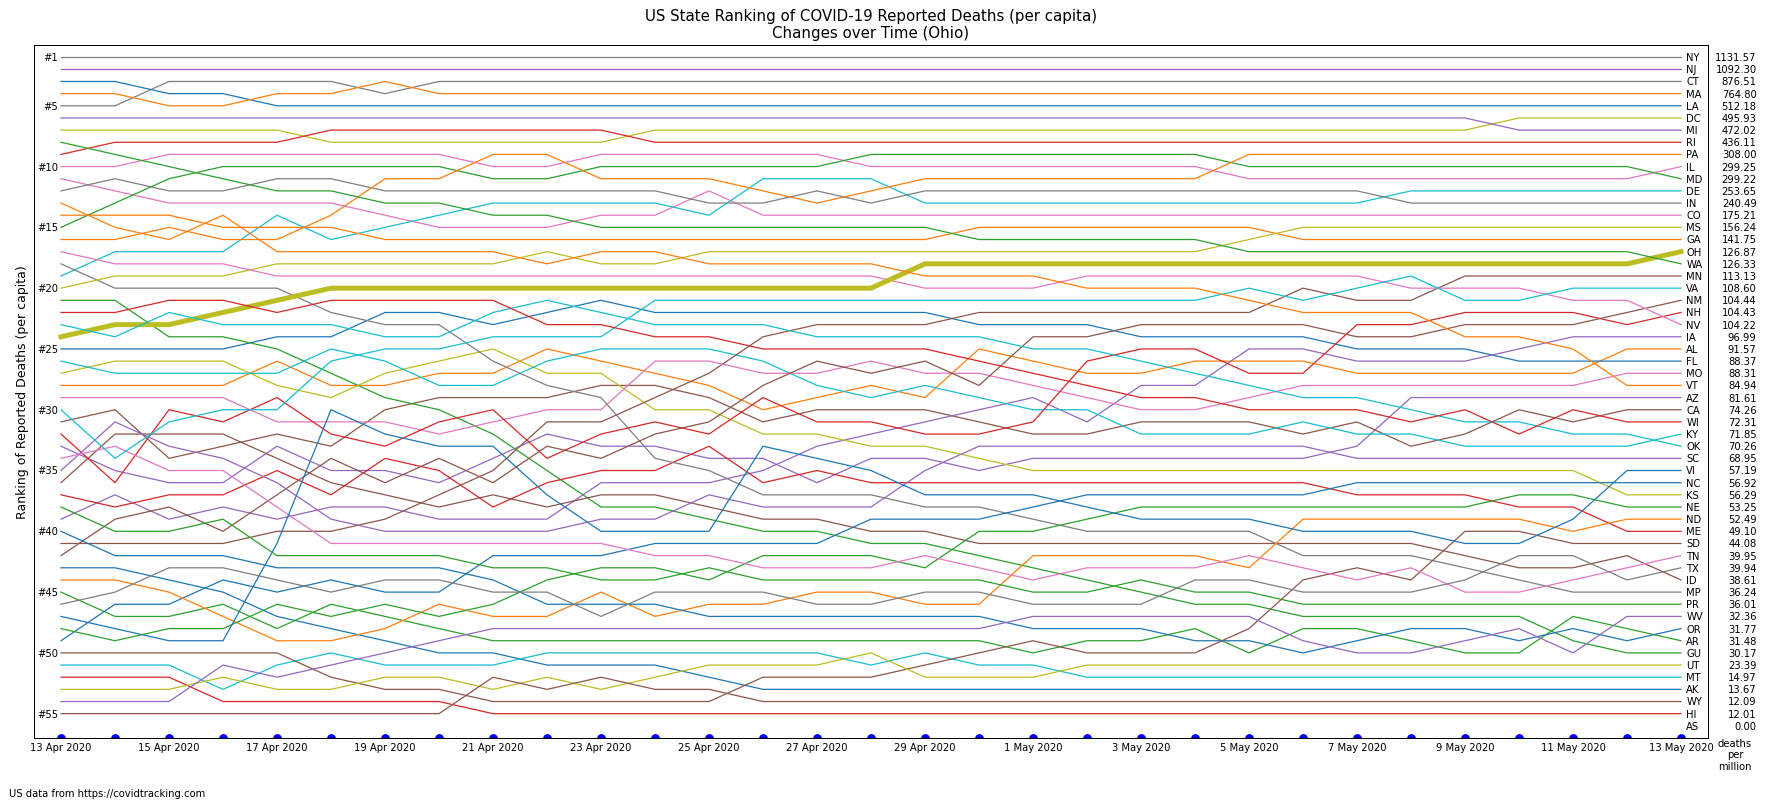 US State Ranking of COVID-19 Reported Deaths (per capita)
Changes over Time (Ohio)
Ranking of Reported Deaths (per capita)
#1
#5
#10
#15
#20
#25
#30
#35
#40
#45
#50
#55
NY 1131.57
NJ 1092.30
CT 876.51
MA 764.80
LA 512.18
DC 495.93
MI 472.02
RI 436.11
PA 308.00
IL 299.25
MD 299.22
DE 253.65
IN 240.49
CO 175.21
MS 156.24
GA 141.75
OH 126.87
WA 126.33
MN 113.13
VA 108.60
NM 104.44
NH 104.43
NV 104.22
IA 96.99
AL 91.57
FL 88.37
MO 88.31
VT 84.94
AZ 81.61
CA 74.26
WI 72.31
KY 71.85
OK 70.26
SC 68.95
VI 57.19
NC 56.92
KS 56.29
NE 53.25
ND 52.49
ME 49.10
SD 44.08
TN 39.95
TX 39.94
ID 38.61
MP 36.24
PR 36.01
WV 32.36
OR 31.77
AR 31.48
GU 30.17
UT 23.39
MT 14.97
AK 13.67
WY 12.09
HI 12.01
AS 0.00
13 Apr 2020 15 Apr 2020 17 Apr 2020 19 Apr 2020 21 Apr 2020 23 Apr 2020 25 Apr 2020 27 Apr 2020 29 Apr 2020 1 May 2020 3 May 2020 5 May 2020 7 May 2020 9 May 2020 11 May 2020 13 May 2020
deaths
per
million
US data from https://covidtracking.com